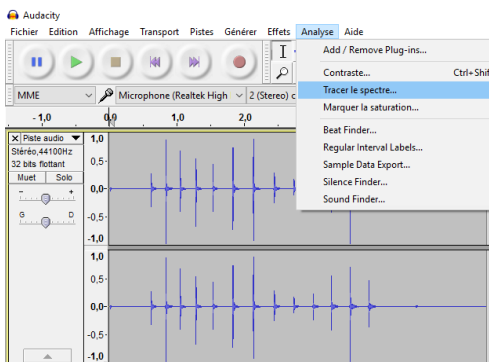 Audacity
Fichier Edition Affichage Transport Pistes Générer Effets Analyse Aide
Add / Remove Plug-ins...
Contraste... Ctrl+Shif
Tracer le spectre...
Marquer la saturation...
Beat Finder...
Regular Interval Labels...
Sample Data Export...
Silence Finder...
Sound Finder...
MME Microphone (Realtek High 2 (Stereo) c
- 1,0 0,0 1,0 2,0
X Piste audio
Stéréo,44100Hz
32 bits flottant
Muet Solo
- +
G D
1,0
0,5-
0,0-
-0,5-
-1,0
1,0
0,5-
0,0-
-0,5-
-1,0